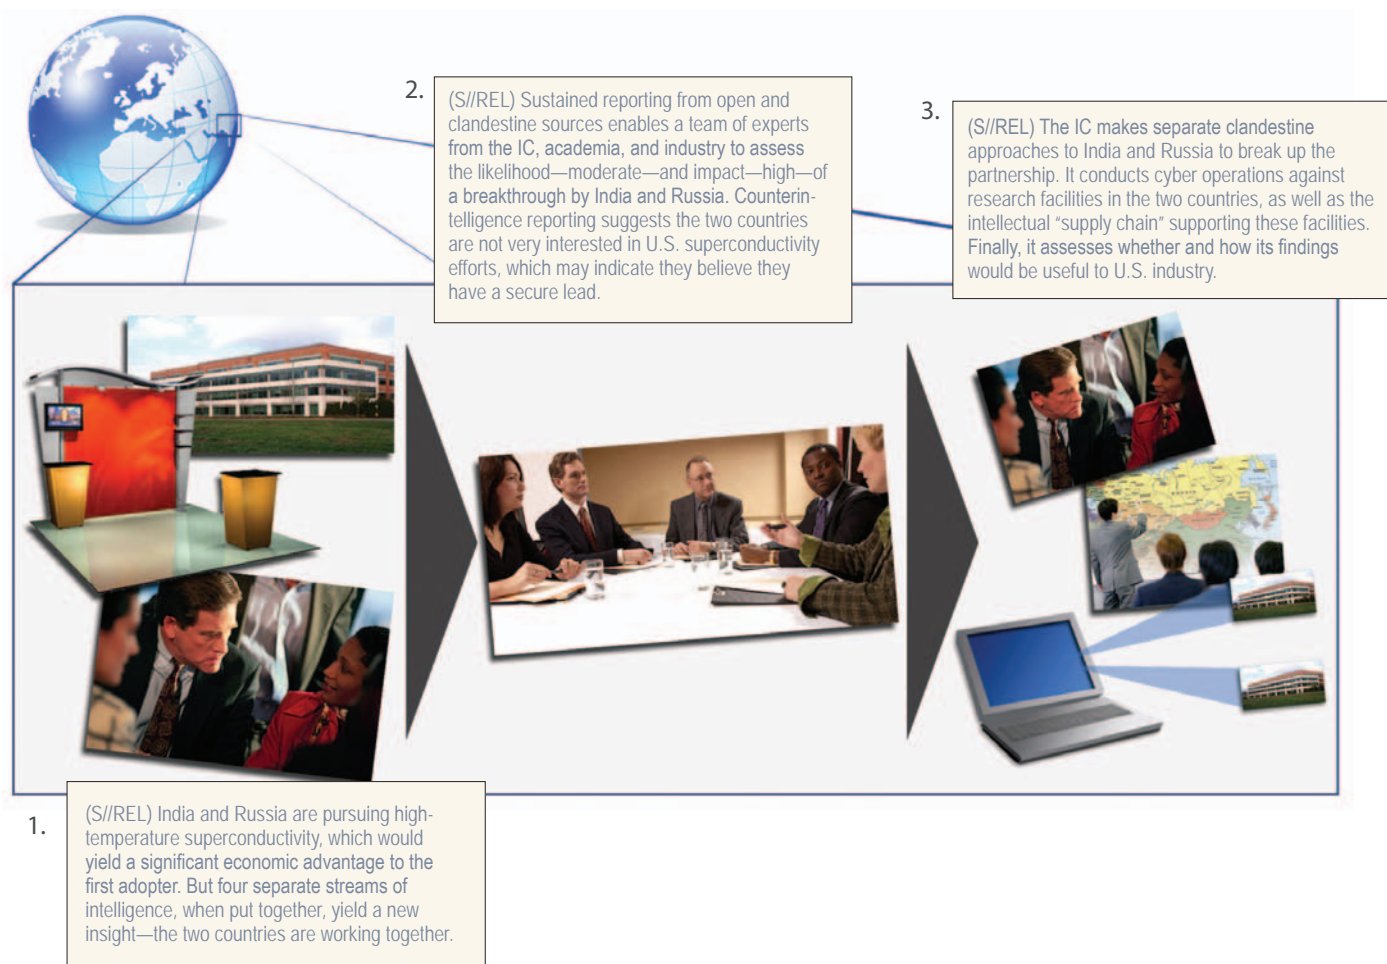 1.
(S//REL) India and Russia are pursuing high-
temperature superconductivity, which would
yield a significant economic advantage to the
first adopter. But four separate streams of
intelligence, when put together, yield a new
insight—the two countries are working together.
2.
(S//REL) Sustained reporting from open and
clandestine sources enables a team of experts
from the IC, academia, and industry to assess
the likelihood—moderate—and impact—high—of
a breakthrough by India and Russia. Counterin-
telligence reporting suggests the two countries
are not very interested in U.S. superconductivity
efforts, which may indicate they believe they
have a secure lead.
3.
(S//REL) The IC makes separate clandestine
approaches to India and Russia to break up the
partnership. It conducts cyber operations against
research facilities in the two countries, as well as the
intellectual “supply chain” supporting these facilities.
Finally, it assesses whether and how its findings
would be useful to U.S. industry.
RUSSIA